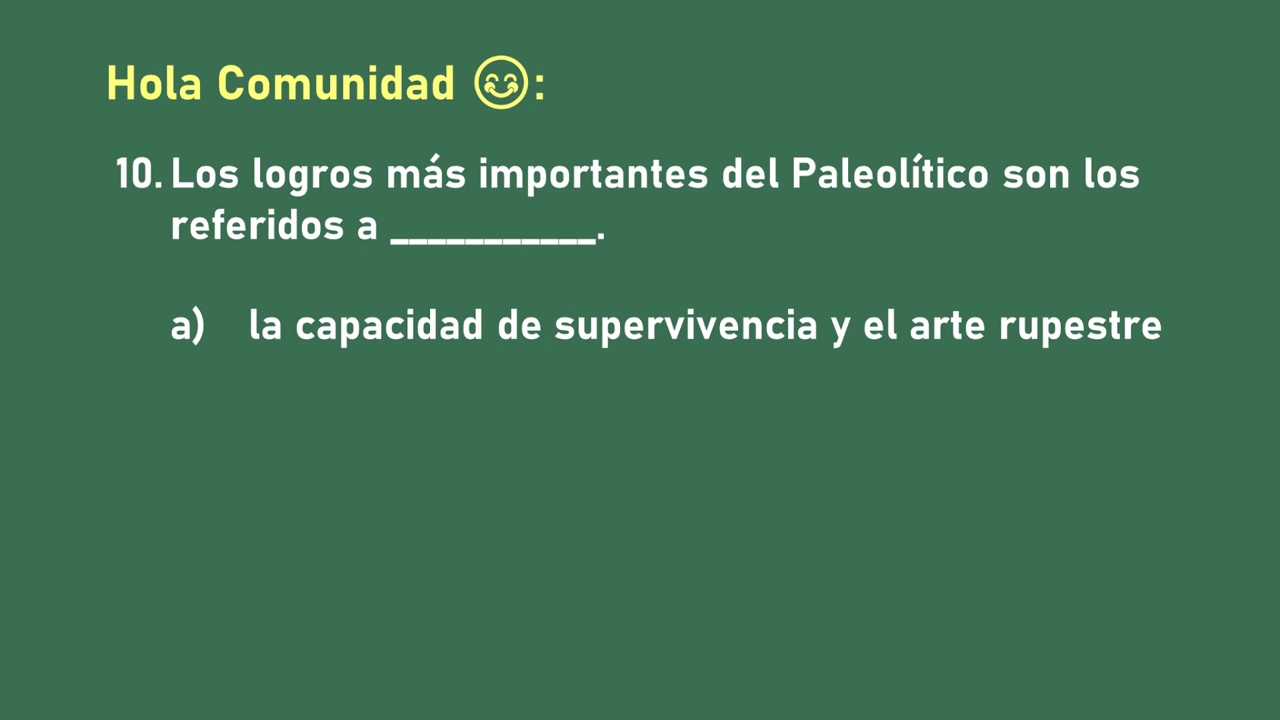 Hola Comunidad 😊:
10. Los logros más importantes del Paleolítico son los
referidos a ___________.
a) la capacidad de supervivencia y el arte rupestre